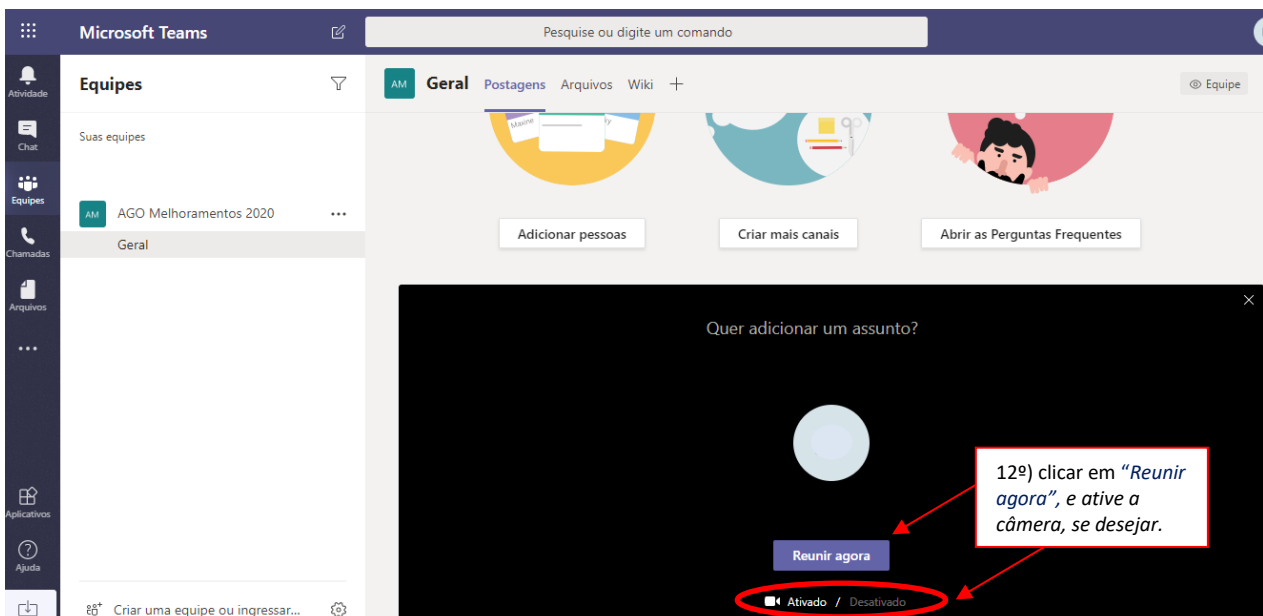 Microsoft Teams
Pesquise ou digite um comando
Atividade
Chat
Equipes
Chamadas
Arquivos
Aplicativos
Ajuda
Equipes
Suas equipes
AM AGO Melhoramentos 2020
Geral
Criar uma equipe ou ingressar...
AM Geral Postagens Arquivos Wiki
Equipe
Maxine
Adicionar pessoas
Criar mais canais
Abrir as Perguntas Frequentes
Quer adicionar um assunto?
Reunir agora
Ativado / Desativado
12º) clicar em “Reunir
agora”, e ative a
câmera, se desejar.